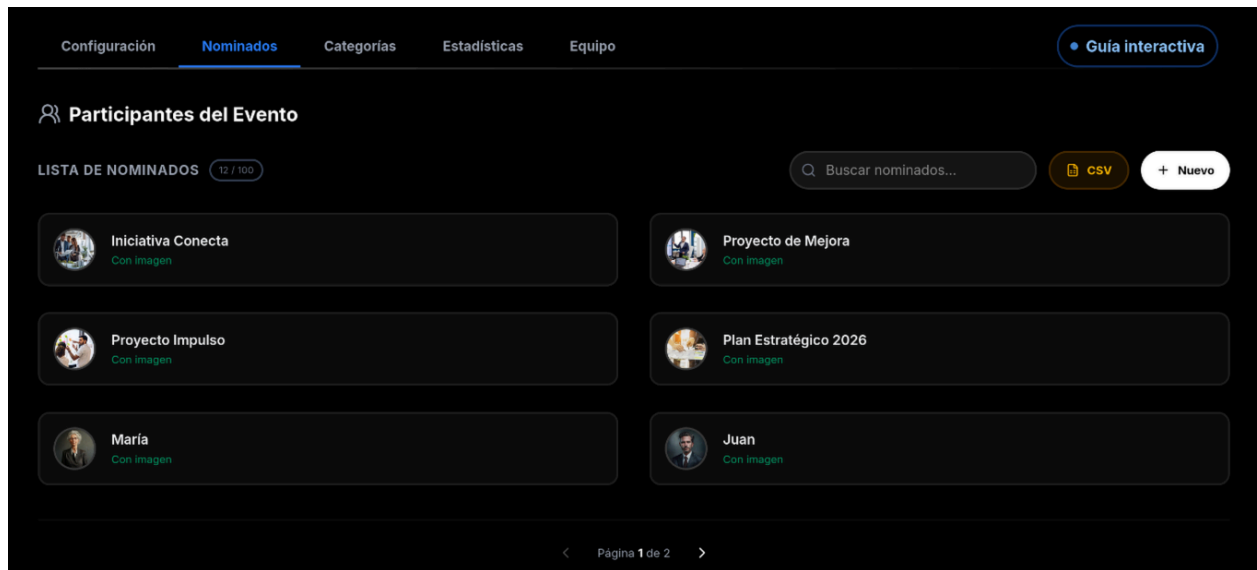 Configuración Nominados Categorías Estadísticas Equipo Guía interactiva
Participantes del Evento
LISTA DE NOMINADOS 12 / 100 Buscar nominados... CSV + Nuevo
Iniciativa Conecta Proyecto de Mejora
Con imagen Con imagen
Proyecto Impulso Plan Estratégico 2026
Con imagen Con imagen
María Juan
Con imagen Con imagen
Página 1 de 2